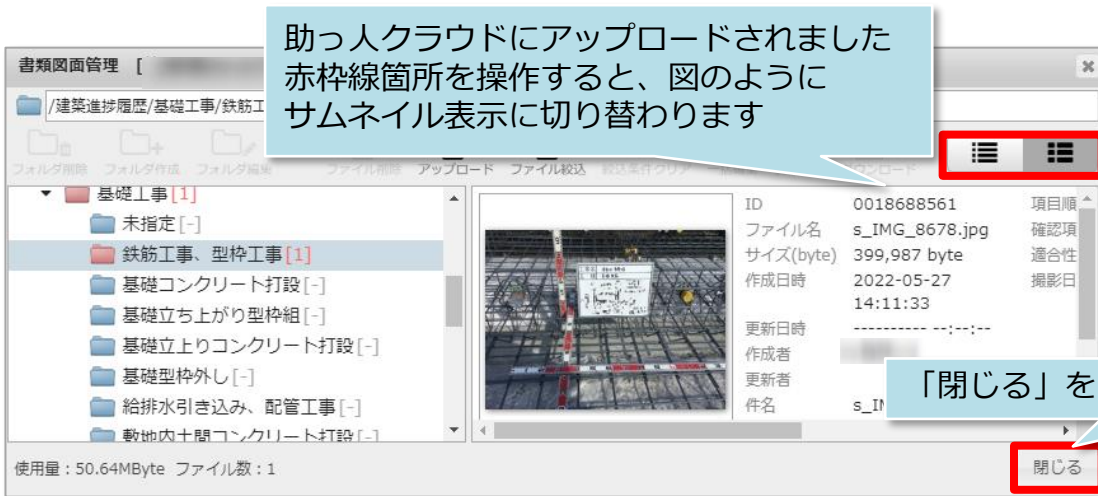 助っ人クラウドにアップロードされました
赤枠線箇所を操作すると、図のように
サムネイル表示に切り替わります
書類図面管理 [
/建築進捗履歴/基礎工事/鉄筋工
フォルダ削除 フォルダ作成 フォルダ編集 ファイル削除 アップロード ファイル絞込 絞込条件クリア
ウンロード
基礎工事[1]
未指定[-]
鉄筋工事、型枠工事[1]
基礎コンクリート打設[-]
基礎立ち上がり型枠組[-]
基礎立上りコンクリート打設[-]
基礎型枠外し[-]
給排水引き込み、配管工事[-]
敷地内土間コンクリート打設[-]
ID 0018688561 項目順
ファイル名 s_IMG_8678.jpg 確認項
サイズ(byte) 399,987 byte 適合性
作成日時 2022-05-27 撮影日
14:11:33
更新日時 ---------- --:--:--
作成者
更新者
件名 s_I
「閉じる」を
使用量：50.64MByte ファイル数：1
閉じる